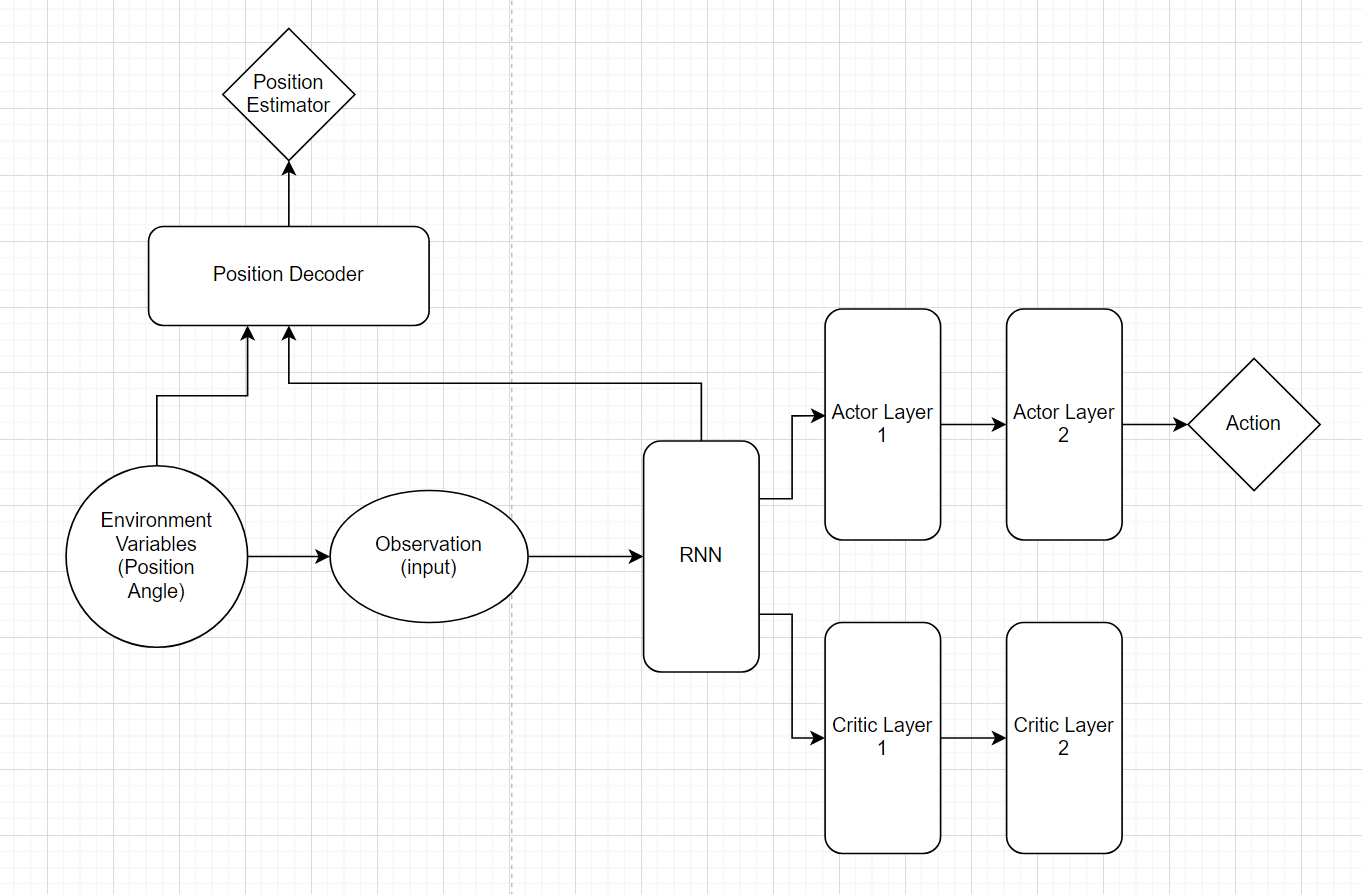 Position
Estimator
Position Decoder
Actor Layer
1
Actor Layer
2
Action
Environment
Variables
(Position
Angle)
Observation
(input)
RNN
Critic Layer
1
Critic Layer
2